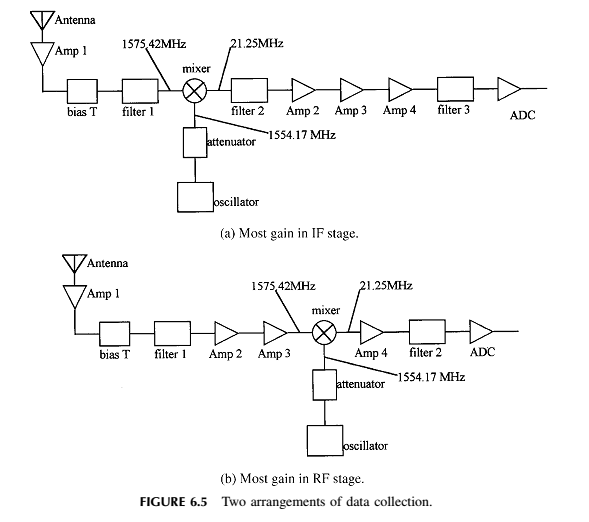 Antenna
Amp 1
1575.42MHz
21.25MHz
mixer
bias T
filter 1
filter 2
Amp 2
Amp 3
Amp 4
filter 3
ADC
1554.17 MHz
attenuator
oscillator
(a) Most gain in IF stage.
Antenna
Amp 1
1575.42MHz
21.25MHz
mixer
bias T
filter 1
Amp 2
Amp 3
Amp 4
filter 2
ADC
1554.17 MHz
attenuator
oscillator
(b) Most gain in RF stage.
FIGURE 6.5 Two arrangements of data collection.